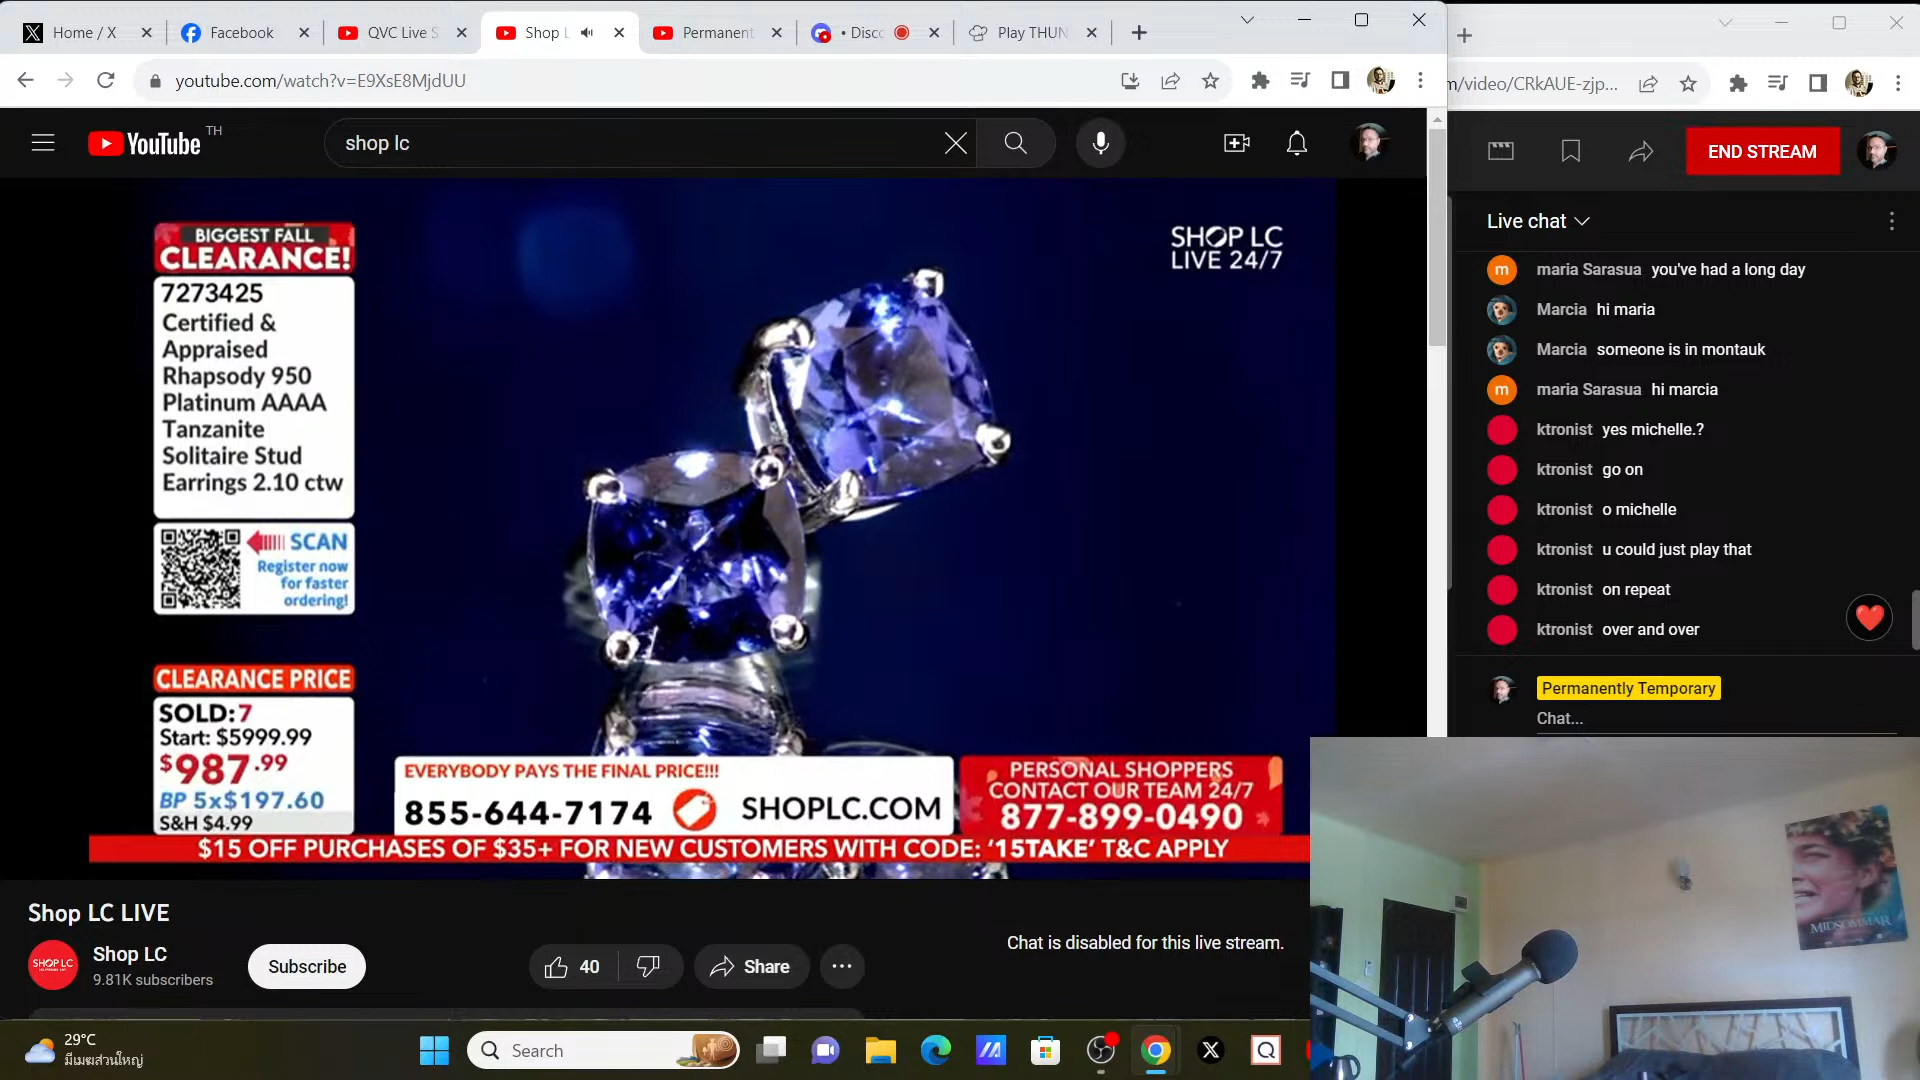 Home / X
Facebook
QVC Live S
Shop L
Permanent
• Disco
Play THUN
youtube.com/watch?v=E9XsE8MjdUU
n/video/CRkAUE-zjp...
YouTube TH
shop lc
END STREAM
BIGGEST FALL
CLEARANCE!
7273425
Certified &
Appraised
Rhapsody 950
Platinum AAAA
Tanzanite
Solitaire Stud
Earrings 2.10 ctw
SCAN
Register now
for faster
ordering!
SHOP LC
LIVE 24/7
CLEARANCE PRICE
SOLD:7
Start: $5999.99
$987.99
BP 5x$197.60
S&H $4.99
EVERYBODY PAYS THE FINAL PRICE!!!
855-644-7174
SHOPLC.COM
PERSONAL SHOPPERS
CONTACT OUR TEAM 24/7
877-899-0490
$15 OFF PURCHASES OF $35+ FOR NEW CUSTOMERS WITH CODE: '15TAKE' T&C APPLY
Live chat
m maria Sarasua you've had a long day
Marcia hi maria
Marcia someone is in montauk
m maria Sarasua hi marcia
ktronist yes michelle.?
ktronist go on
ktronist o michelle
ktronist u could just play that
ktronist on repeat
ktronist over and over
Permanently Temporary
Chat...
Shop LC LIVE
SHOP LC
Shop LC
9.81K subscribers
Subscribe
40
Share
Chat is disabled for this live stream.
MIDSOMMAR
29°C
มีเมฆส่วนใหญ่
Search